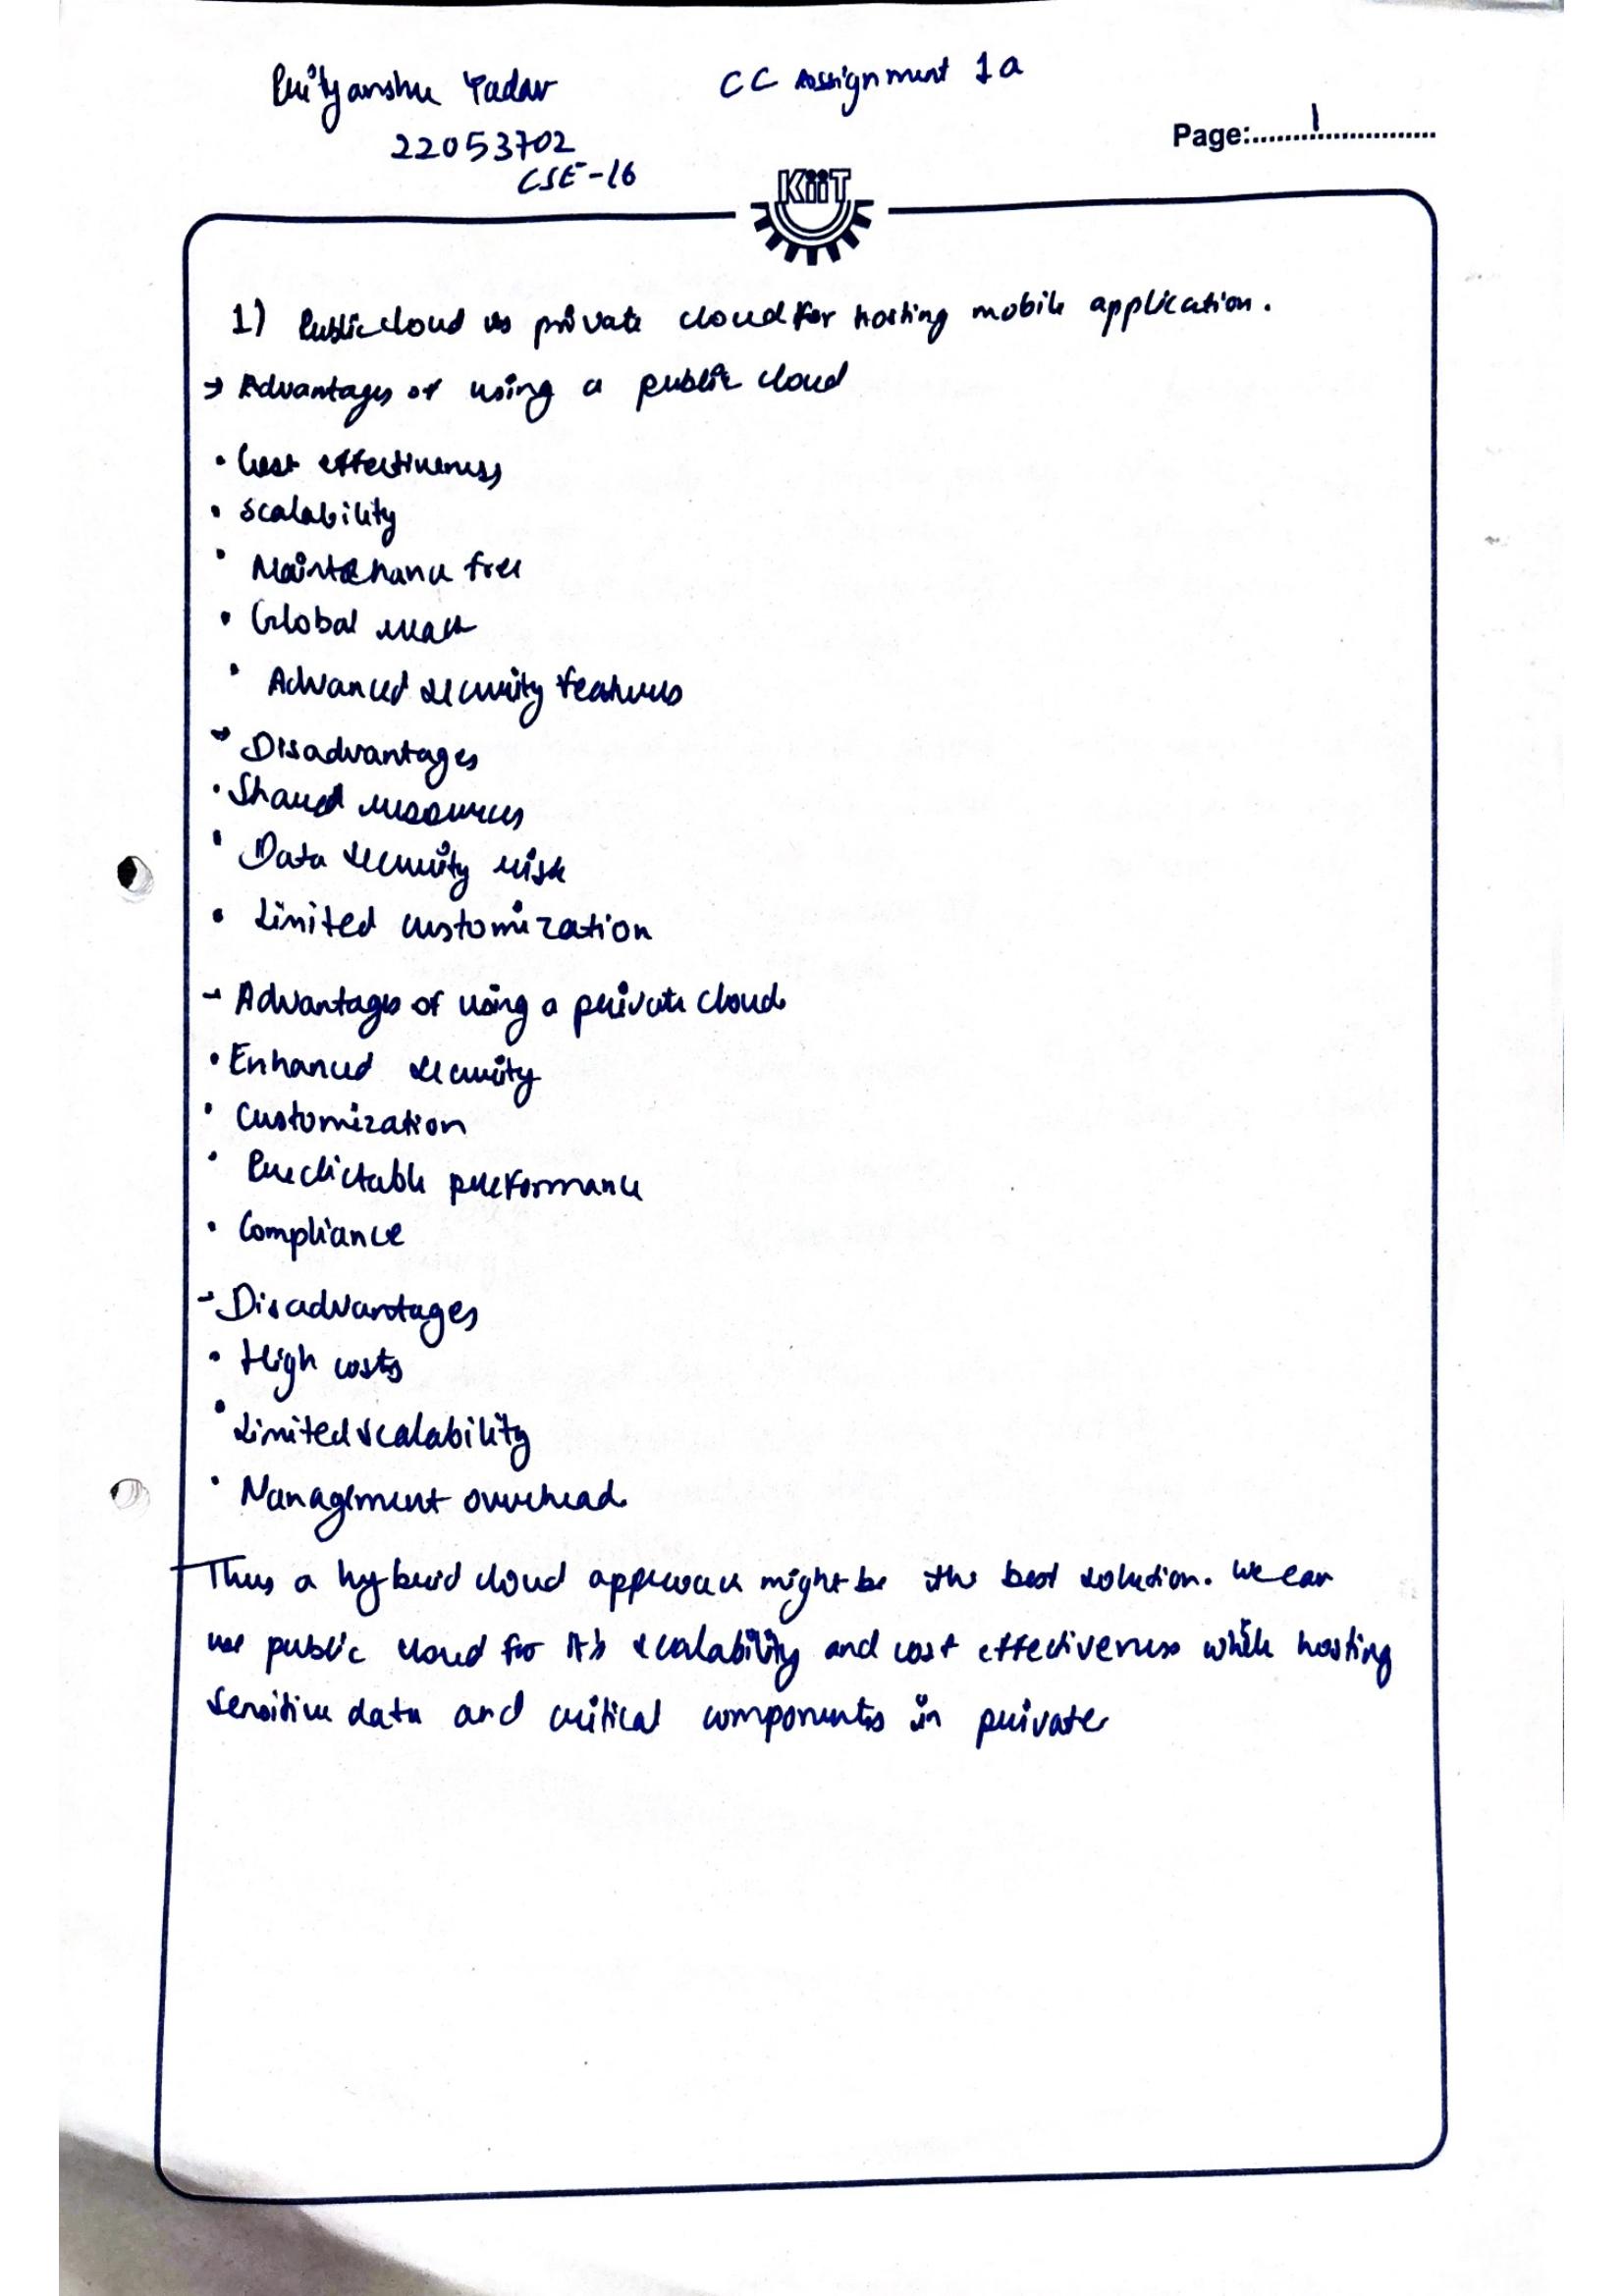 Prityanshu Yadav
CC Assignment 1a
22053702
CSE-16
Page: 1
KiiT
1) Public cloud vs private cloud for hosting mobile application.
→ Advantages of using a public cloud
• Cost effectiveness
• Scalability
• Maintenance free
• Global reach
• Advanced security features
→ Disadvantages
• Shared resources
• Data security risk
• Limited customization
→ Advantages of using a private cloud
• Enhanced security
• Customization
• Predictable performance
• Compliance
→ Disadvantages
• High costs
• Limited scalability
• Management overhead
Thus a hybrid cloud approach might be the best solution. We can
use public cloud for it's scalability and cost effectiveness while hosting
sensitive data and critical components in private